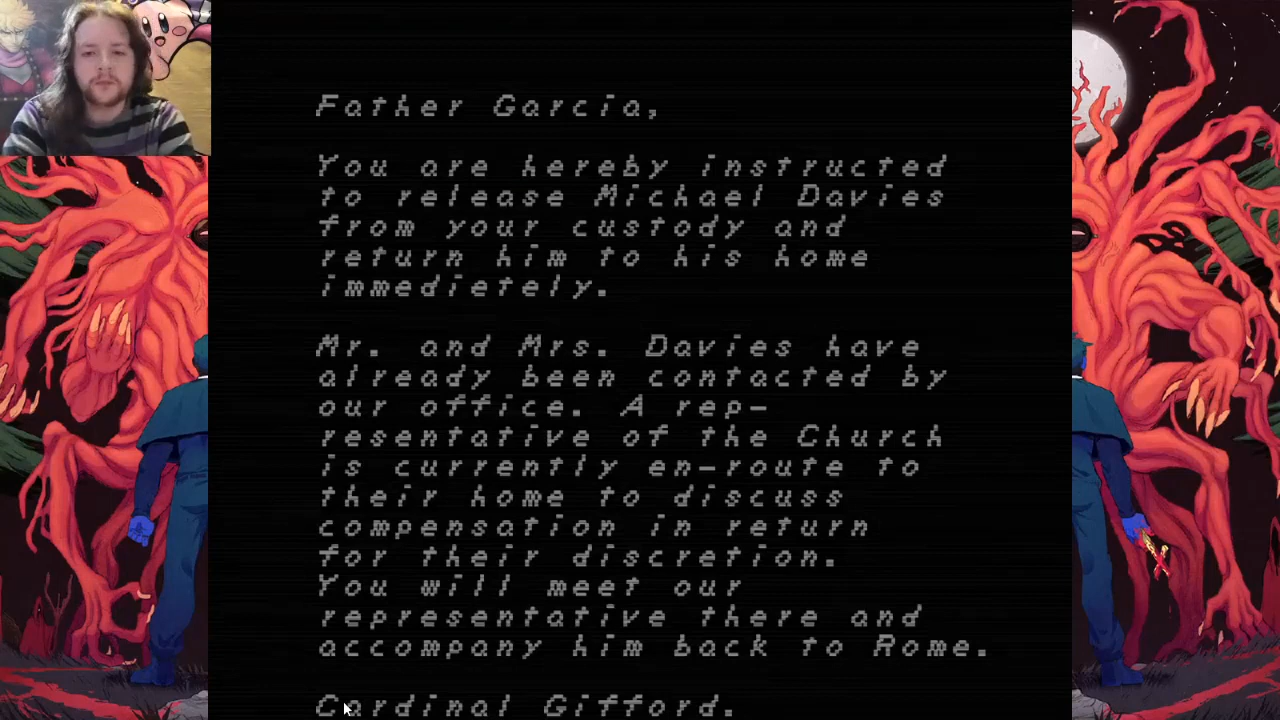 Father Garcia,
You are hereby instructed
to release Michael Davies
from your custody and
return him to his home
immedietely.
Mr. and Mrs. Davies have
already been contacted by
our office. A rep-
resentative of the Church
is currently en-route to
their home to discuss
compensation in return
for their discretion.
You will meet our
representative there and
accompany him back to Rome.
Cardinal Gifford.